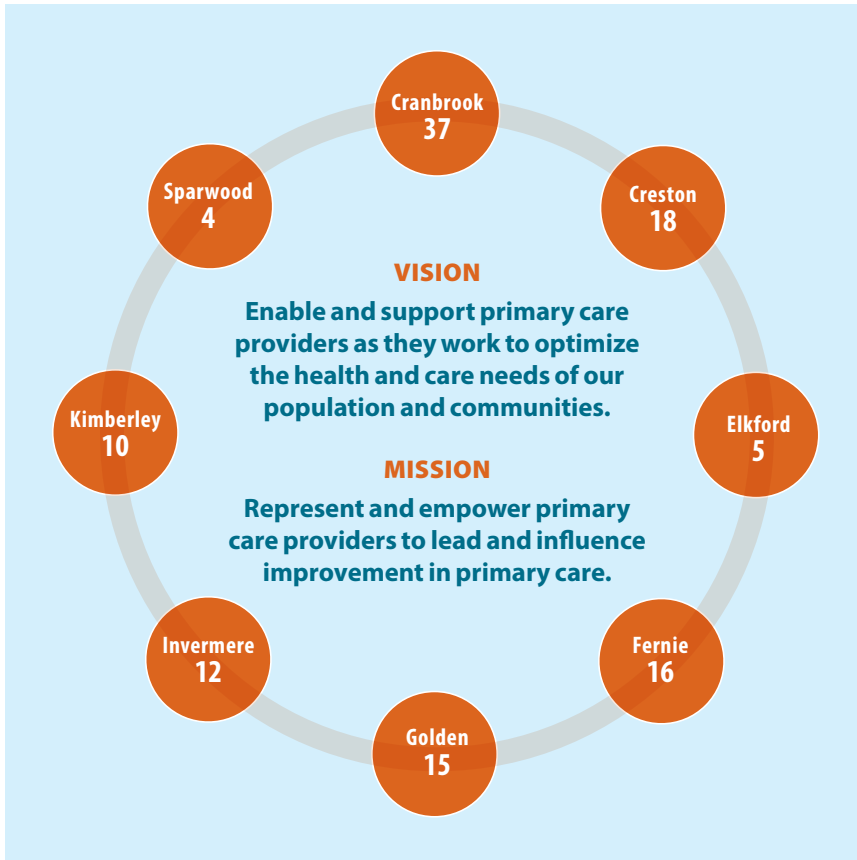 Cranbrook
37
Creston
18
Elkford
5
Fernie
16
Golden
15
Invermere
12
Kimberley
10
Sparwood
4
VISION
Enable and support primary care
providers as they work to optimize
the health and care needs of our
population and communities.
MISSION
Represent and empower primary
care providers to lead and influence
improvement in primary care.